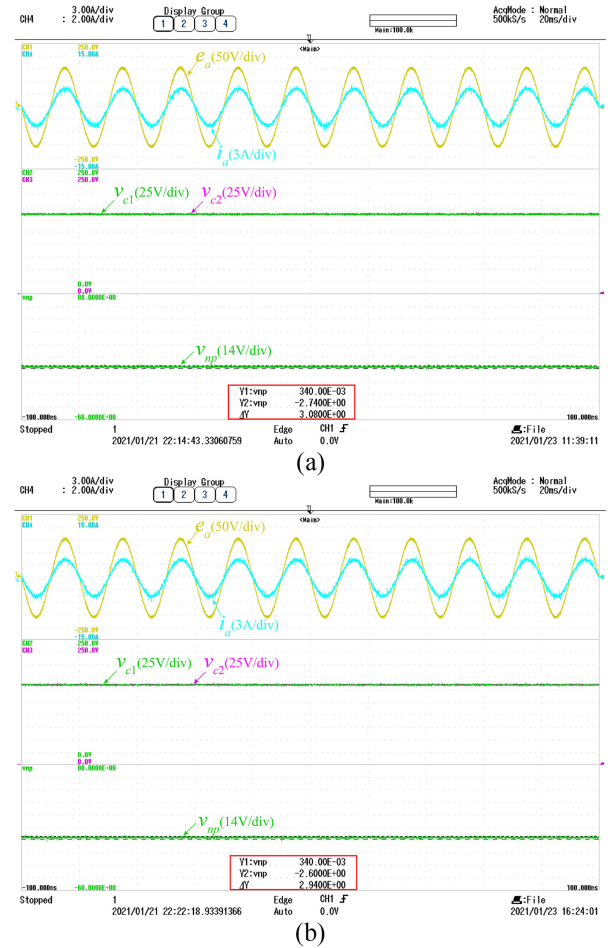 3.00A/div
CH4 : 2.00A/div
Display Group
1 2 3 4
Main:100.0k
AcqMode : Normal
500kS/s 20ms/div
<Main>
CH1 250.0V
CH4 15.00A
e_a(50V/div)
i_a(3A/div)
-250.0V
-15.00A
CH2 250.0V
CH3 250.0V
v_c1(25V/div) v_c2(25V/div)
0.0V
0.0V
vnp
v_np(14V/div)
Y1:vnp 340.00E-03
Y2:vnp -2.7400E+00
ΔY 3.0800E+00
-100.000ms -60.0000E+00 100.000ms
Stopped 1 Edge CH1 File
2021/01/21 22:14:43.33060759 Auto 0.0V 2021/01/23 11:39:11
(a)
3.00A/div
CH4 : 2.00A/div
Display Group
1 2 3 4
Main:100.0k
AcqMode : Normal
500kS/s 20ms/div
<Main>
CH1 250.0V
CH4 15.00A
e_a(50V/div)
i_a(3A/div)
-250.0V
-15.00A
CH2 250.0V
CH3 250.0V
v_c1(25V/div) v_c2(25V/div)
0.0V
0.0V
vnp
v_np(14V/div)
Y1:vnp 340.00E-03
Y2:vnp -2.6000E+00
ΔY 2.9400E+00
-100.000ms -60.0000E+00 100.000ms
Stopped 1 Edge CH1 File
2021/01/21 22:22:18.93391366 Auto 0.0V 2021/01/23 16:24:01
(b)